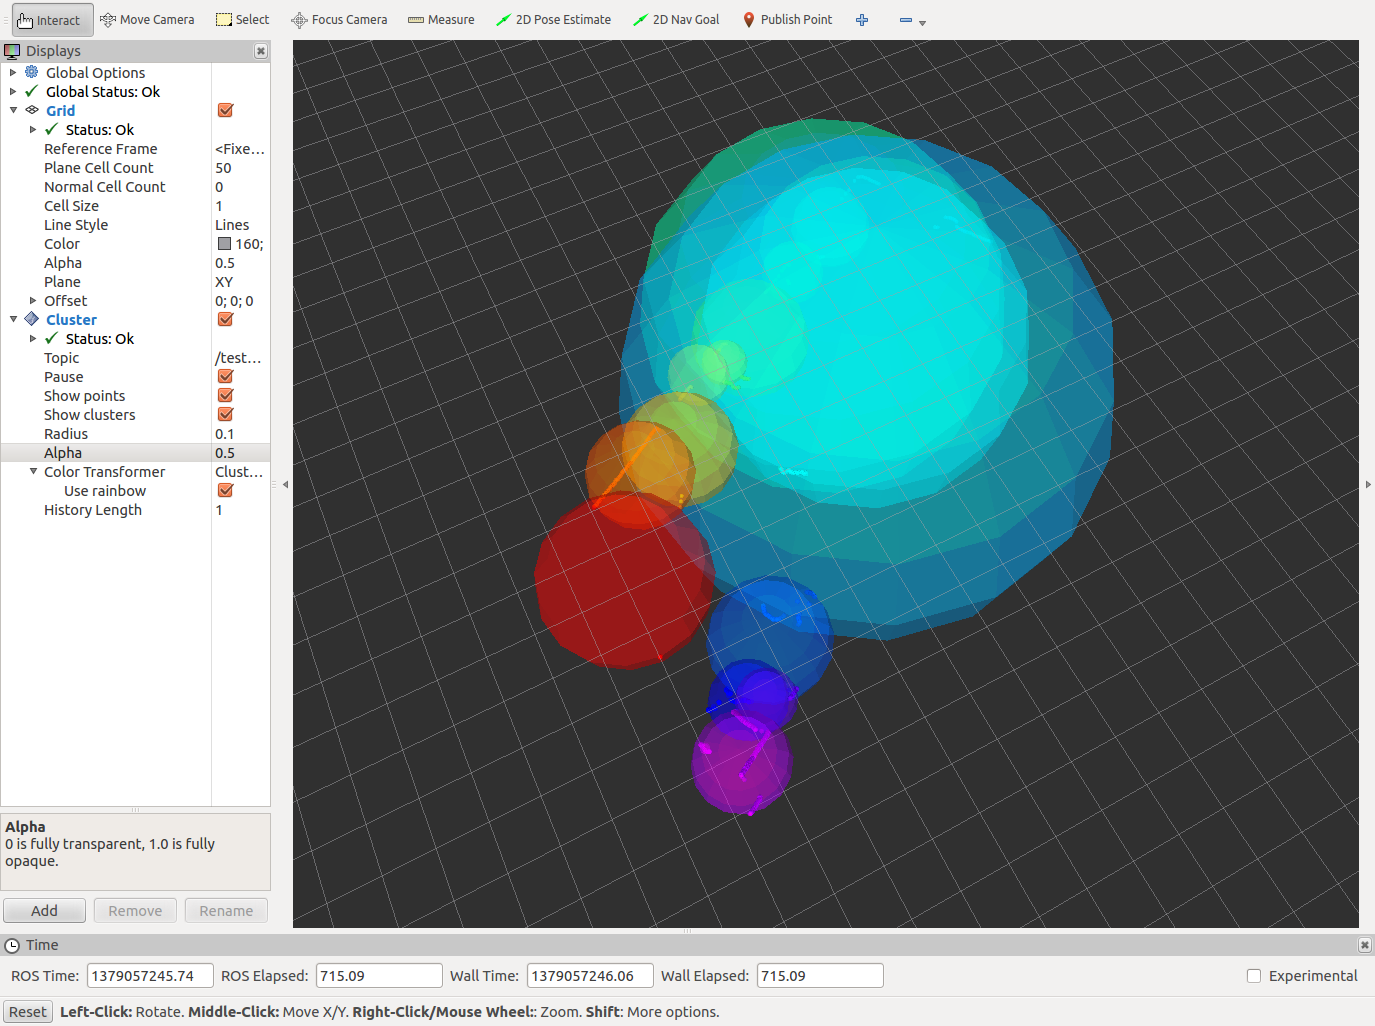 Interact Move Camera Select Focus Camera Measure 2D Pose Estimate 2D Nav Goal Publish Point
Displays
Global Options
Global Status: Ok
Grid
Status: Ok
Reference Frame <Fixe...
Plane Cell Count 50
Normal Cell Count 0
Cell Size 1
Line Style Lines
Color 160;
Alpha 0.5
Plane XY
Offset 0; 0; 0
Cluster
Status: Ok
Topic /test...
Pause
Show points
Show clusters
Radius 0.1
Alpha 0.5
Color Transformer Clust...
Use rainbow
History Length 1
Alpha
0 is fully transparent, 1.0 is fully
opaque.
Add Remove Rename
Time
ROS Time: 1379057245.74 ROS Elapsed: 715.09 Wall Time: 1379057246.06 Wall Elapsed: 715.09 Experimental
Reset Left-Click: Rotate. Middle-Click: Move X/Y. Right-Click/Mouse Wheel:: Zoom. Shift: More options.